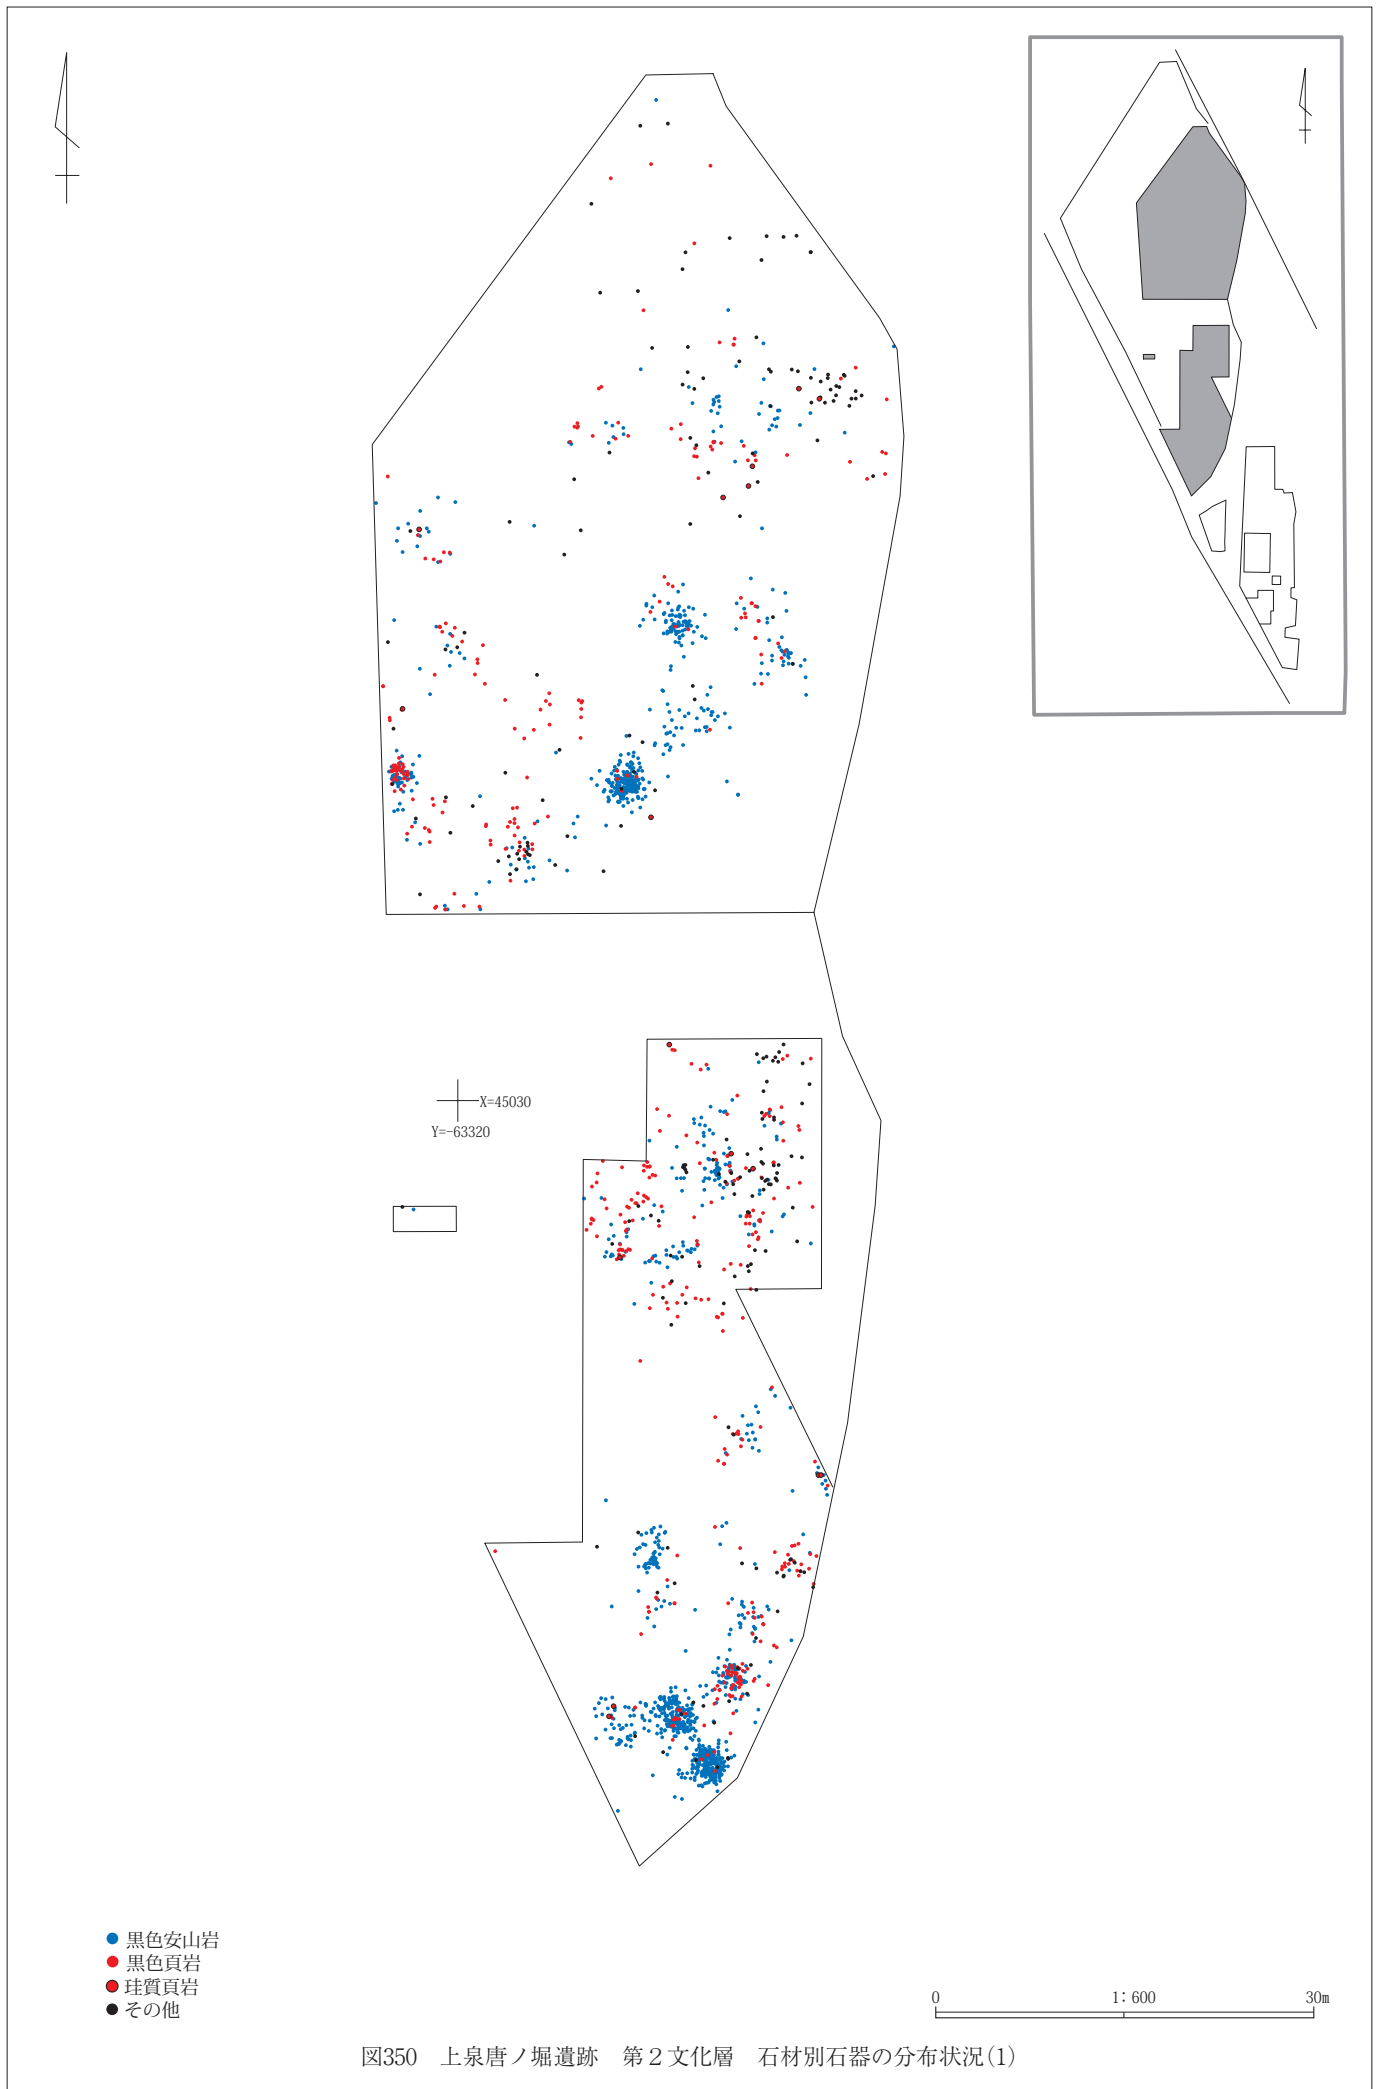 X=45030
Y=-63320
黒色安山岩
黒色頁岩
珪質頁岩
その他
0 1:600 30m
図350 上泉唐ノ堀遺跡 第２文化層 石材別石器の分布状況(1)